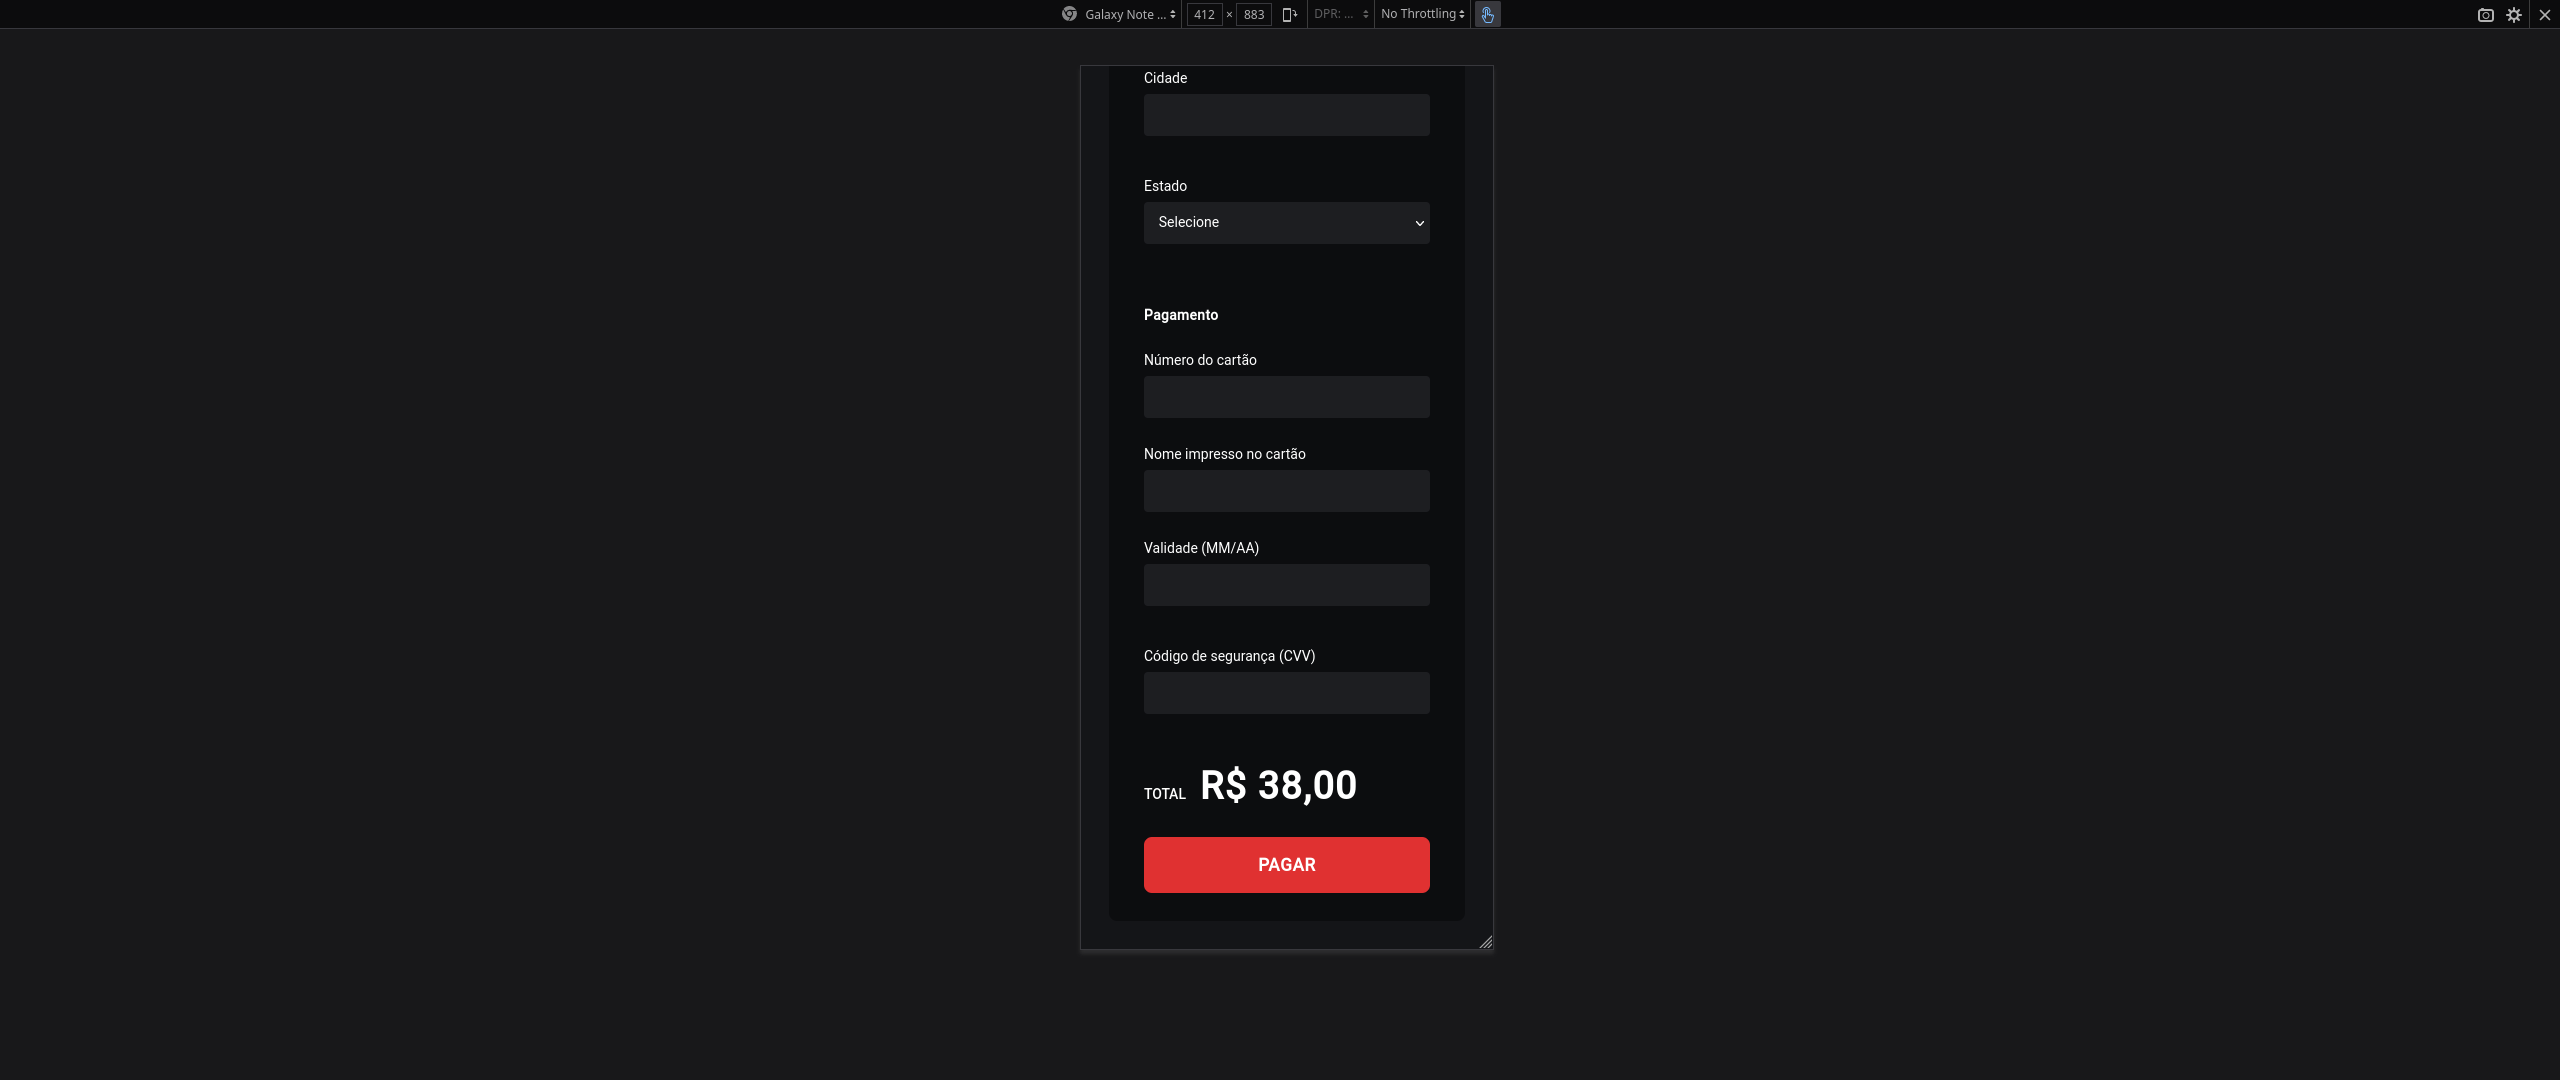 Galaxy Note ... 412 × 883 DPR: ... No Throttling
Cidade
Estado
Selecione
Pagamento
Número do cartão
Nome impresso no cartão
Validade (MM/AA)
Código de segurança (CVV)
TOTAL R$ 38,00
PAGAR